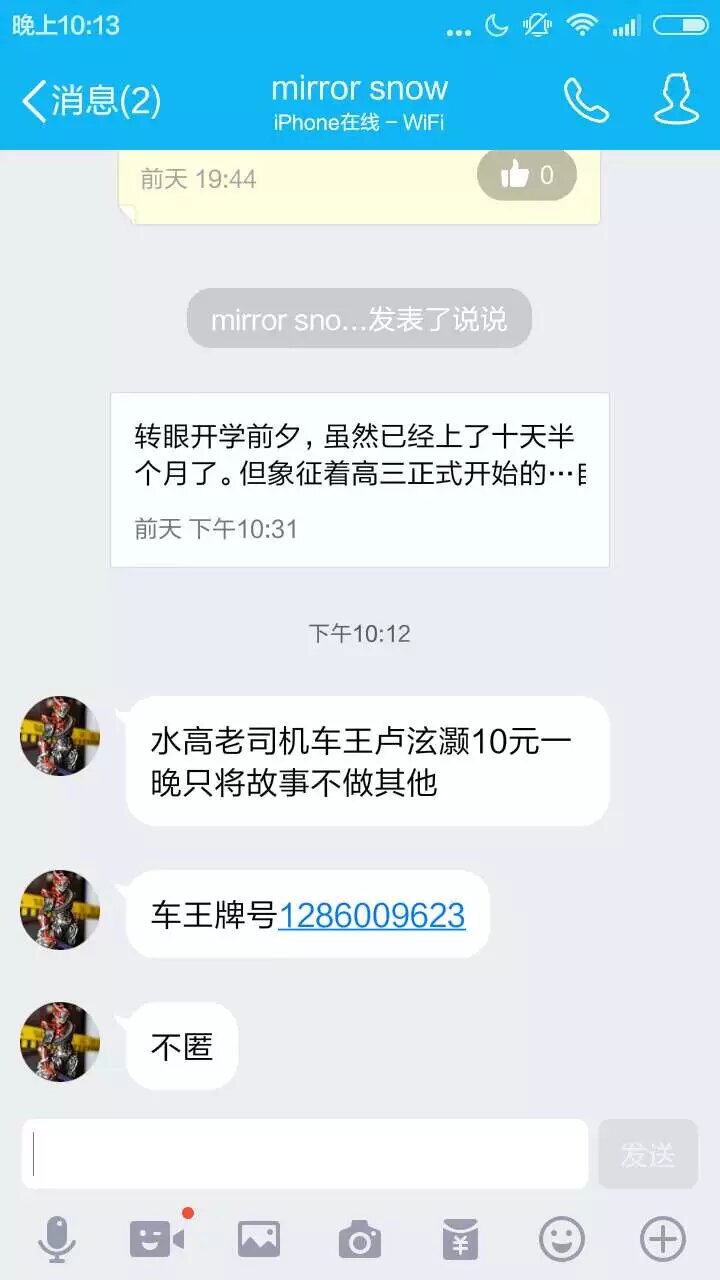 晚上10:13
消息(2)
mirror snow
iPhone在线 – WiFi
前天 19:44
0
mirror sno...发表了说说
转眼开学前夕，虽然已经上了十天半
个月了。但象征着高三正式开始的…
前天 下午10:31
下午10:12
水高老司机车王卢泫灏10元一
晚只将故事不做其他
车王牌号1286009623
不匿
发送